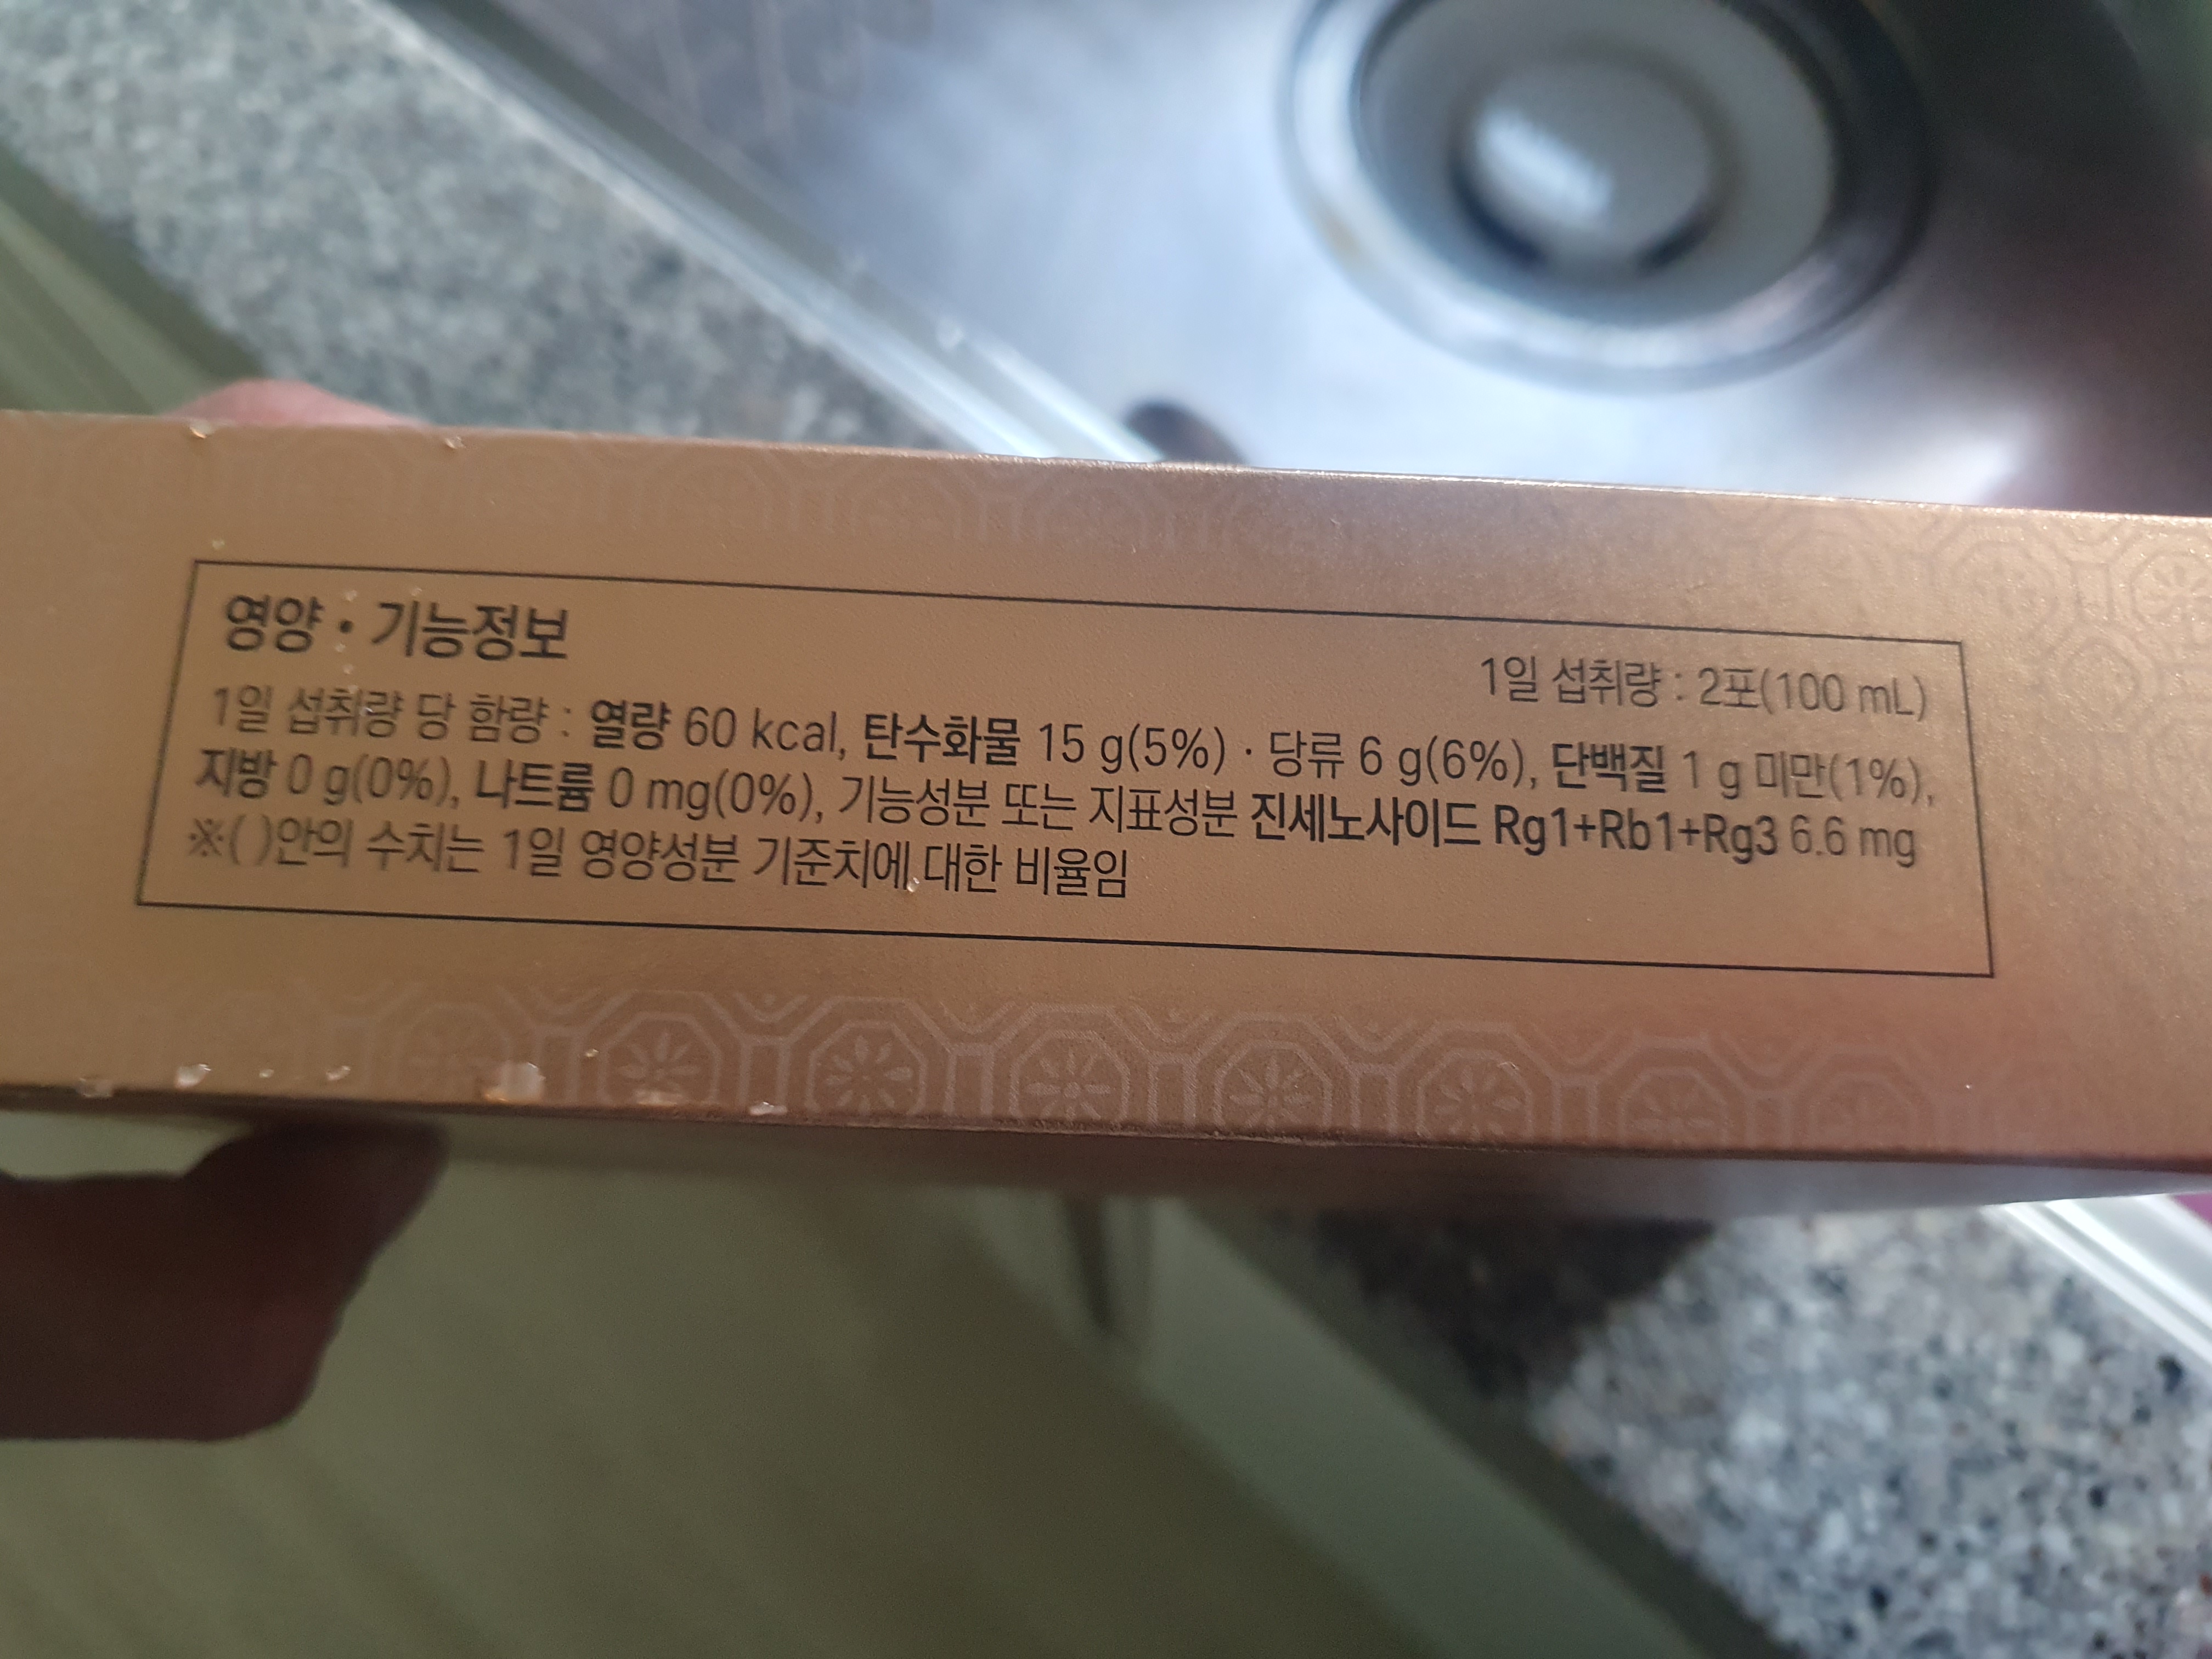 영양 • 기능정보
1일 섭취량 : 2포(100 mL)
1일 섭취량 당 함량 : 열량 60 kcal, 탄수화물 15 g(5%) · 당류 6 g(6%), 단백질 1 g 미만(1%),
지방 0 g(0%), 나트륨 0 mg(0%), 기능성분 또는 지표성분 진세노사이드 Rg1+Rb1+Rg3 6.6 mg
※( )안의 수치는 1일 영양성분 기준치에 대한 비율임